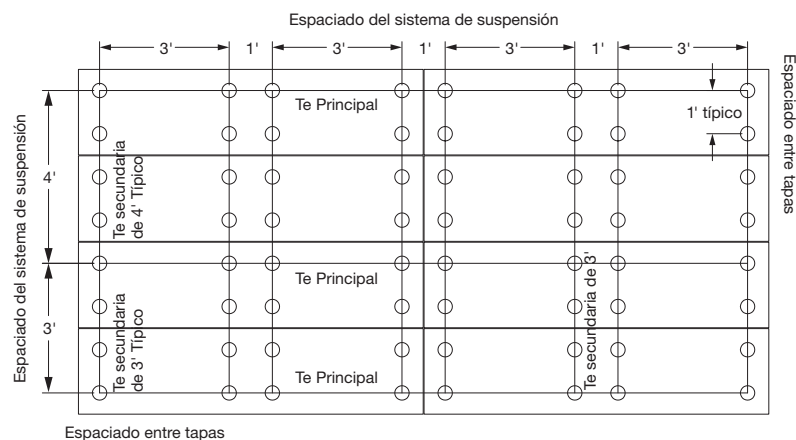 Espaciado del sistema de suspensión
3' 1' 3' 1' 3' 1' 3'
Espaciado entre tapas
Te Principal
1' típico
Espaciado del sistema de suspensión
4'
Te secundaria
de 4' Típico
Te Principal
Te secundaria de 3'
3'
Te secundaria
de 3' Típico
Te Principal
Espaciado entre tapas